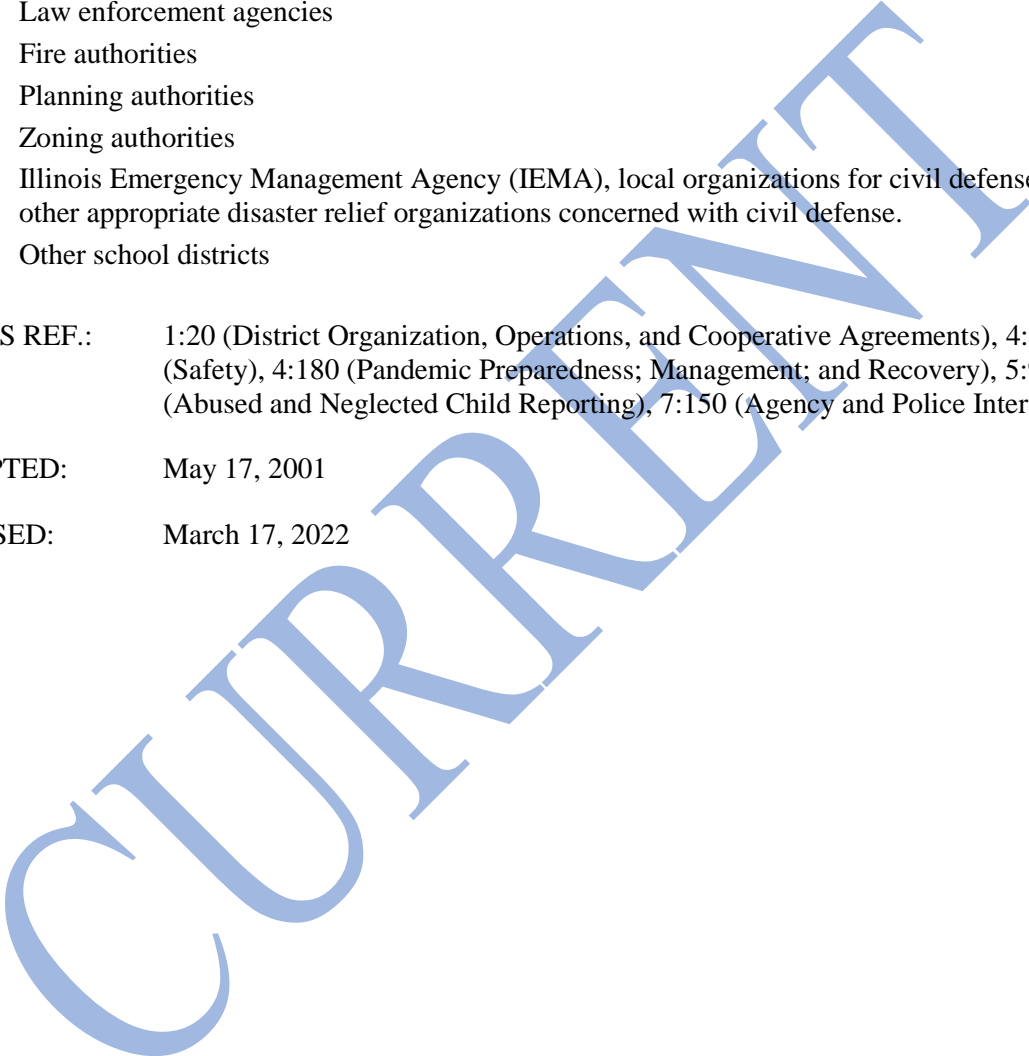 Law enforcement agencies
Fire authorities
Planning authorities
Zoning authorities
Illinois Emergency Management Agency (IEMA), local organizations for civil defense
other appropriate disaster relief organizations concerned with civil defense.
Other school districts
S REF.: 1:20 (District Organization, Operations, and Cooperative Agreements), 4:
(Safety), 4:180 (Pandemic Preparedness; Management; and Recovery), 5:
(Abused and Neglected Child Reporting), 7:150 (Agency and Police Inter
PTED: May 17, 2001
SED: March 17, 2022
CURRENT